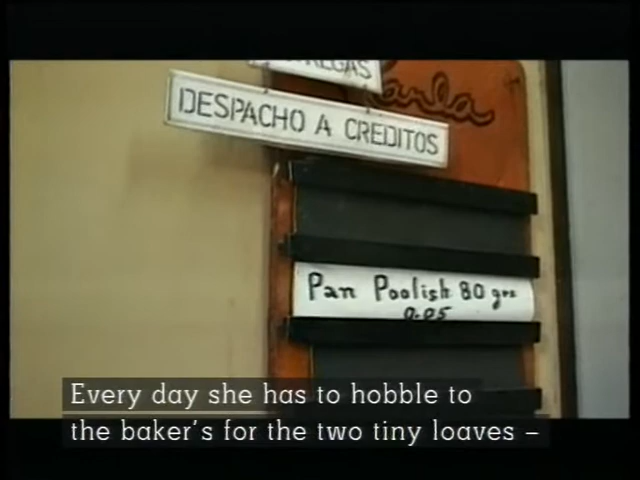 DESPACHO A CREDITOS
Pan Poolish 80 grs
0.05
Every day she has to hobble to
the baker's for the two tiny loaves –